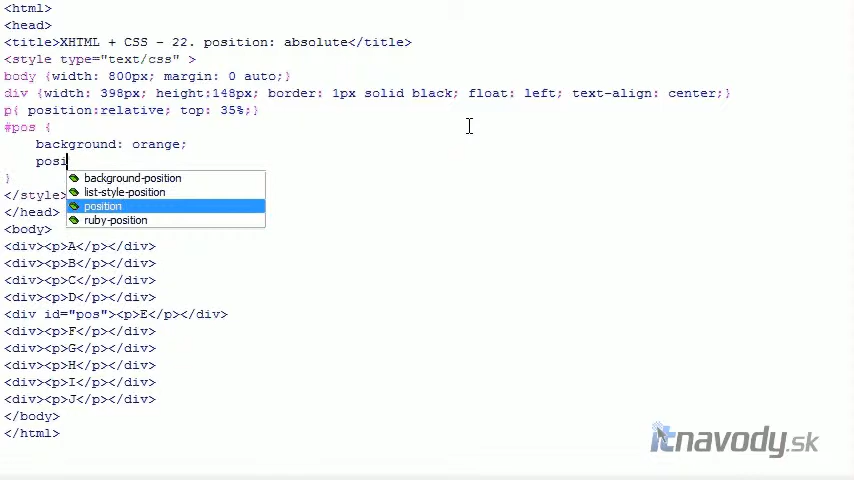 <html>
<head>
<title>XHTML + CSS - 22. position: absolute</title>
<style type="text/css" >
body {width: 800px; margin: 0 auto;}
div {width: 398px; height:148px; border: 1px solid black; float: left; text-align: center;}
p{ position:relative; top: 35%;}
#pos {
background: orange;
posi
background-position
}
list-style-position
</style>
position
</head>
ruby-position
<body>
<div><p>A</p></div>
<div><p>B</p></div>
<div><p>C</p></div>
<div><p>D</p></div>
<div id="pos"><p>E</p></div>
<div><p>F</p></div>
<div><p>G</p></div>
<div><p>H</p></div>
<div><p>I</p></div>
<div><p>J</p></div>
</body>
</html>
itnavody.sk